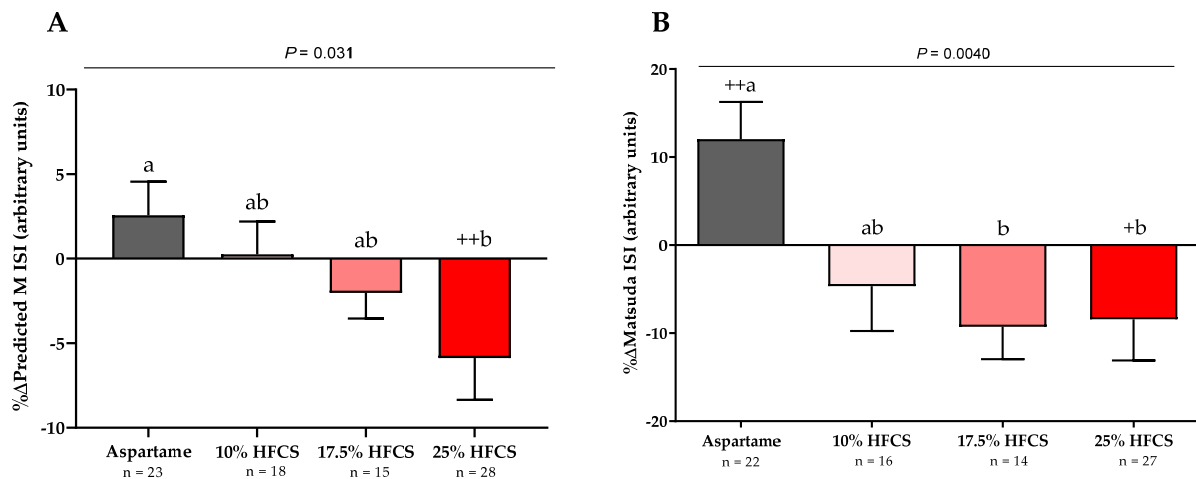 A
P = 0.031
%ΔPredicted M ISI (arbitrary units)
10
5
0
-5
-10
a
ab
ab
++b
Aspartame
10% HFCS
17.5% HFCS
25% HFCS
n = 23
n = 18
n = 15
n = 28
B
P = 0.0040
%ΔMatsuda ISI (arbitrary units)
20
10
0
-10
-20
++a
ab
b
+b
Aspartame
10% HFCS
17.5% HFCS
25% HFCS
n = 22
n = 16
n = 14
n = 27